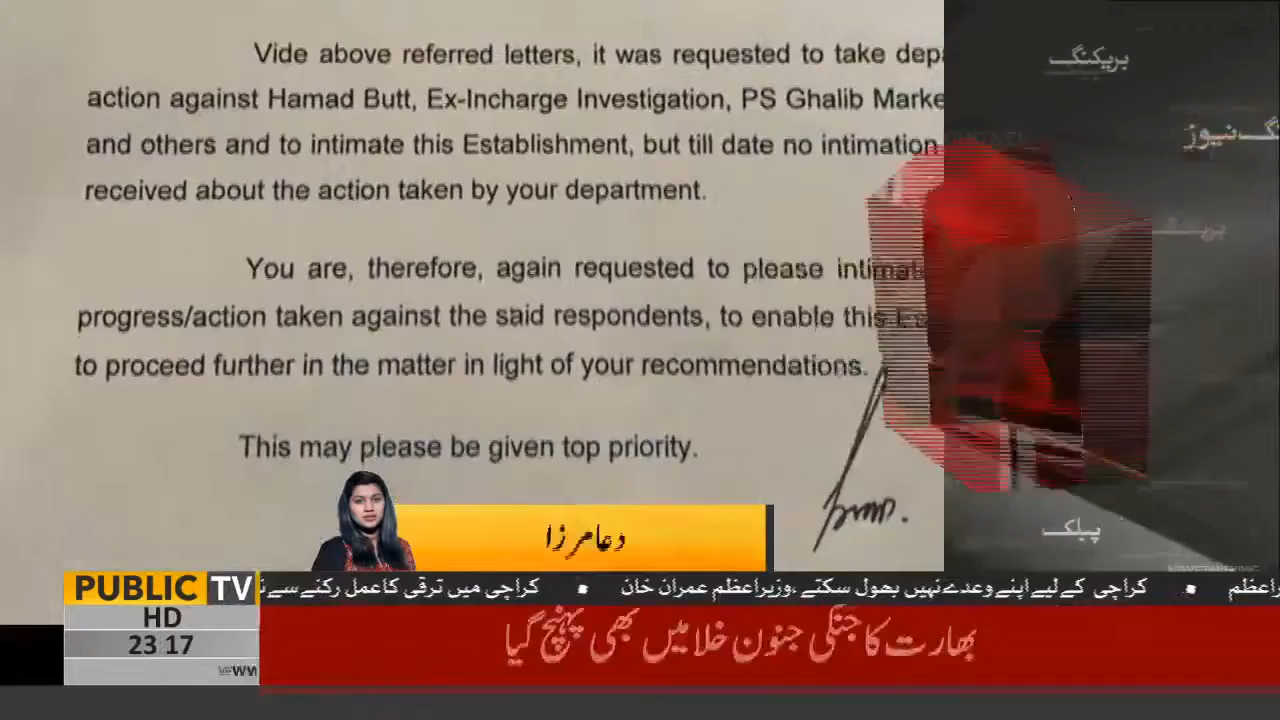 Vide above referred letters, it was requested to take
action against Hamad Butt, Ex-Incharge Investigation, PS Ghalib
and others and to intimate this Establishment, but till date no intimation
received about the action taken by your department.
You are, therefore, again requested to please
progress/action taken against the said respondents, to enable this
to proceed further in the matter in light of your recommendations.
This may please be given top priority.
بریکنگ
نیوز
پبلک
دعا مرزا
PUBLIC TV
HD
23 17
کراچی کے لیے اپنے وعدے نہیں بھول سکتے ،وزیراعظم عمران خان • کراچی میں ترقی کا عمل رکنے سے
بھارت کا جنگی جنون خلا میں بھی پہنچ گیا